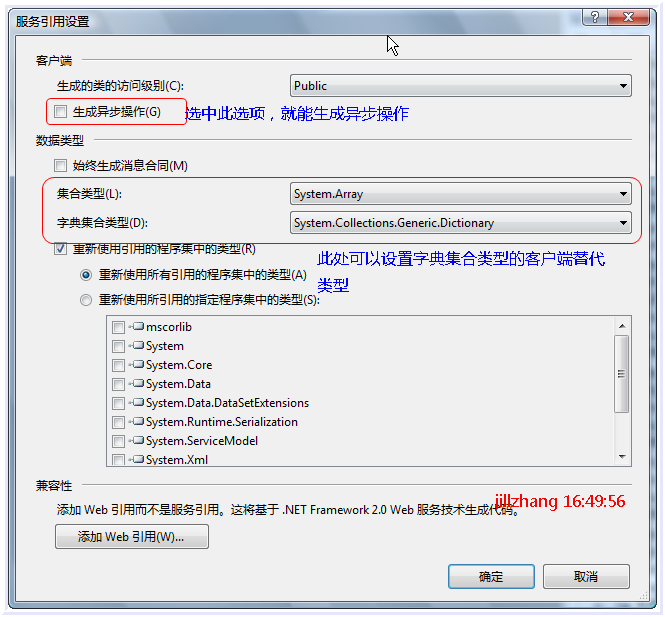 服务引用设置
客户端
生成的类的访问级别(C):
Public
生成异步操作(G)
选中此选项，就能生成异步操作
数据类型
始终生成消息合同(M)
集合类型(L):
System.Array
字典集合类型(D):
System.Collections.Generic.Dictionary
重新使用引用的程序集中的类型(R)
此处可以设置字典集合类型的客户端替代
类型
重新使用所有引用的程序集中的类型(A)
重新使用所引用的指定程序集中的类型(S):
mscorlib
System
System.Core
System.Data
System.Data.DataSetExtensions
System.Runtime.Serialization
System.ServiceModel
System.Xml
兼容性
jillzhang 16:49:56
添加 Web 引用而不是服务引用。这将基于 .NET Framework 2.0 Web 服务技术生成代码。
添加 Web 引用(W)...
确定
取消